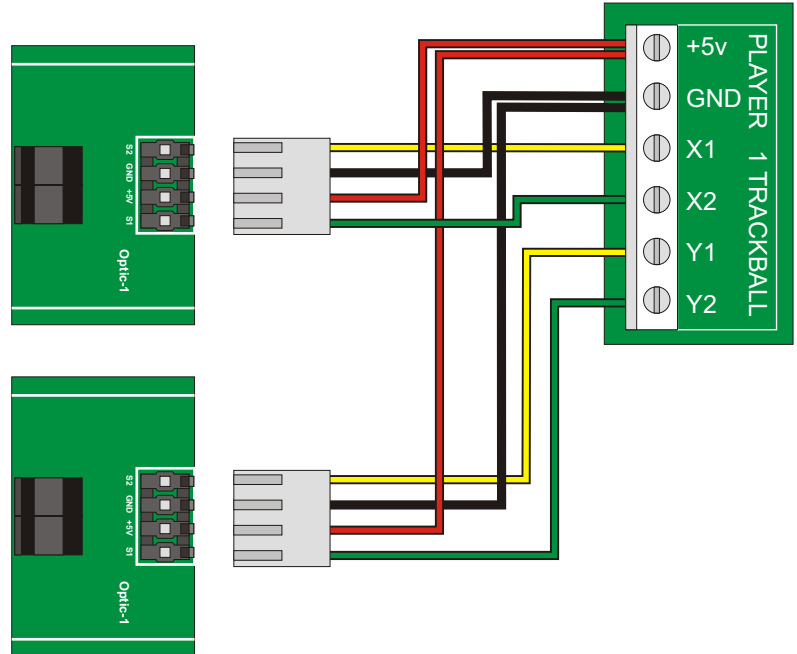 S2
GND
+5V
S1
Optic-1
+5v
GND
X1
X2
Y1
Y2
PLAYER 1 TRACKBALL
S2
GND
+5V
S1
Optic-1